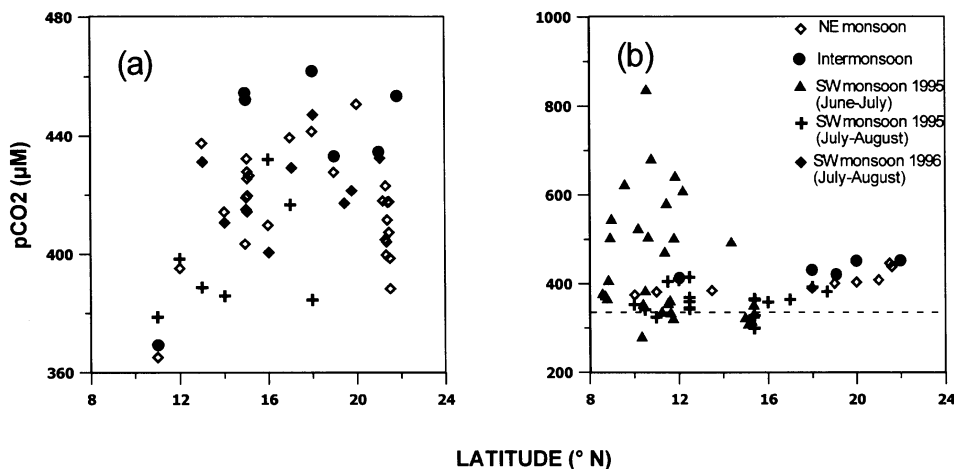 480
440
400
360
pCO2 (µM)
(a)
8
12
16
20
24
1000
800
600
400
200
(b)
NE monsoon
Intermonsoon
SW monsoon 1995
(June-July)
SW monsoon 1995
(July-August)
SW monsoon 1996
(July-August)
8
12
16
20
24
LATITUDE (° N)